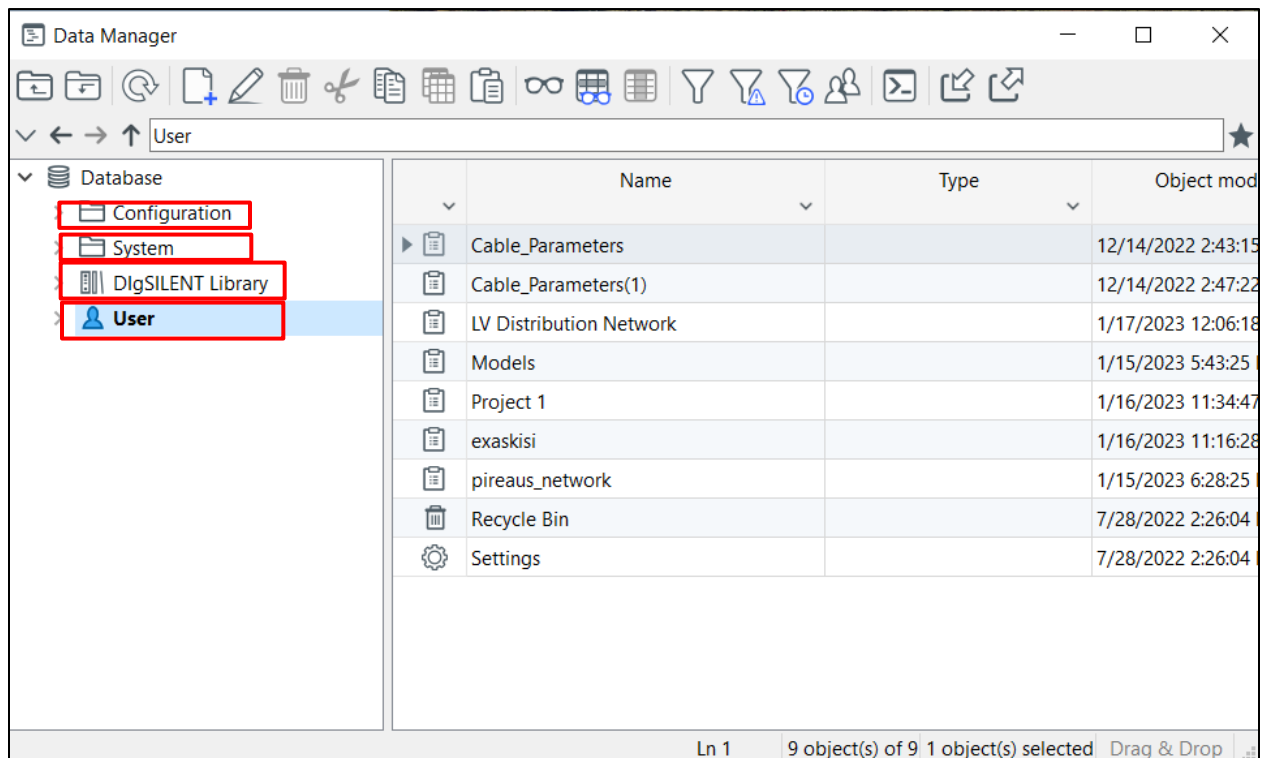 Data Manager
User
Database
Configuration
System
DIgSILENT Library
User
Name Type Object mod
Cable_Parameters 12/14/2022 2:43:15
Cable_Parameters(1) 12/14/2022 2:47:22
LV Distribution Network 1/17/2023 12:06:18
Models 1/15/2023 5:43:25
Project 1 1/16/2023 11:34:47
exaskisi 1/16/2023 11:16:28
pireaus_network 1/15/2023 6:28:25
Recycle Bin 7/28/2022 2:26:04
Settings 7/28/2022 2:26:04
Ln 1 9 object(s) of 9 1 object(s) selected Drag & Drop